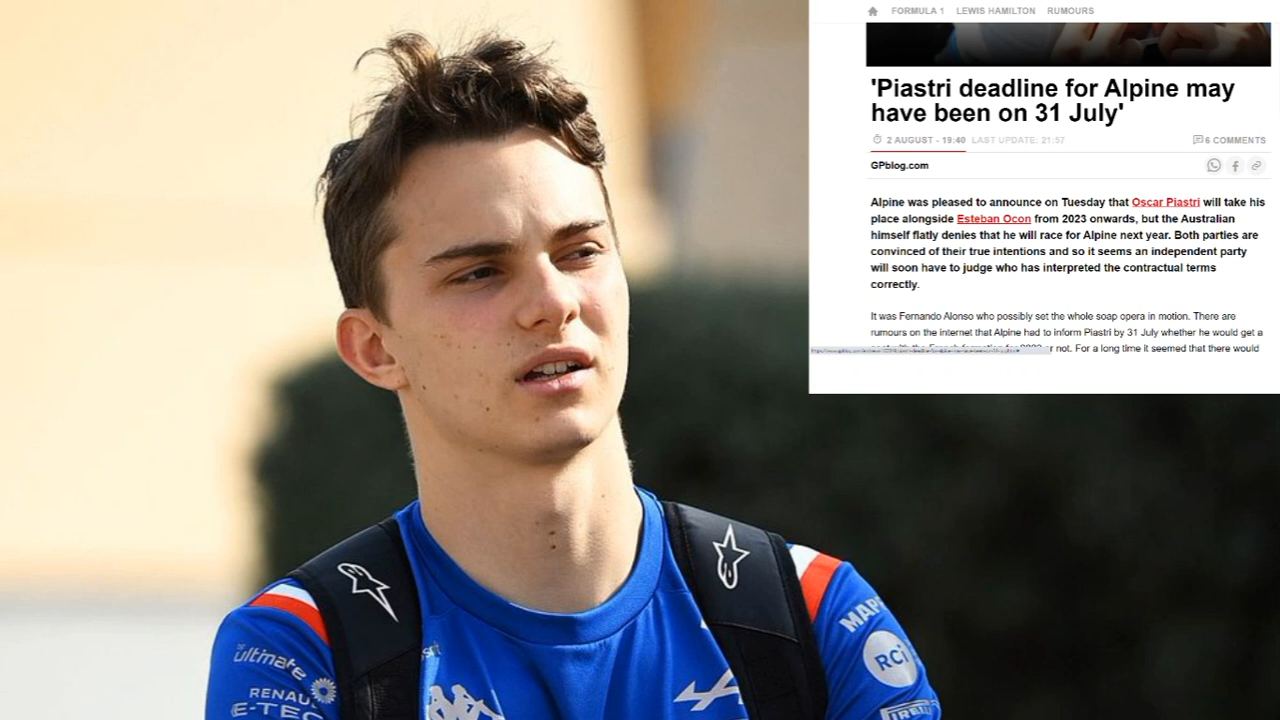 FORMULA 1 LEWIS HAMILTON RUMOURS
'Piastri deadline for Alpine may
have been on 31 July'
2 AUGUST - 19:40 LAST UPDATE: 21:57 6 COMMENTS
GPblog.com
Alpine was pleased to announce on Tuesday that Oscar Piastri will take his
place alongside Esteban Ocon from 2023 onwards, but the Australian
himself flatly denies that he will race for Alpine next year. Both parties are
convinced of their true intentions and so it seems an independent party
will soon have to judge who has interpreted the contractual terms
correctly.
It was Fernando Alonso who possibly set the whole soap opera in motion. There are
rumours on the internet that Alpine had to inform Piastri by 31 July whether he would get a
or not. For a long time it seemed that there would
ultimate
RENAU
E-TEC
MAP
RCi
PIRELLI